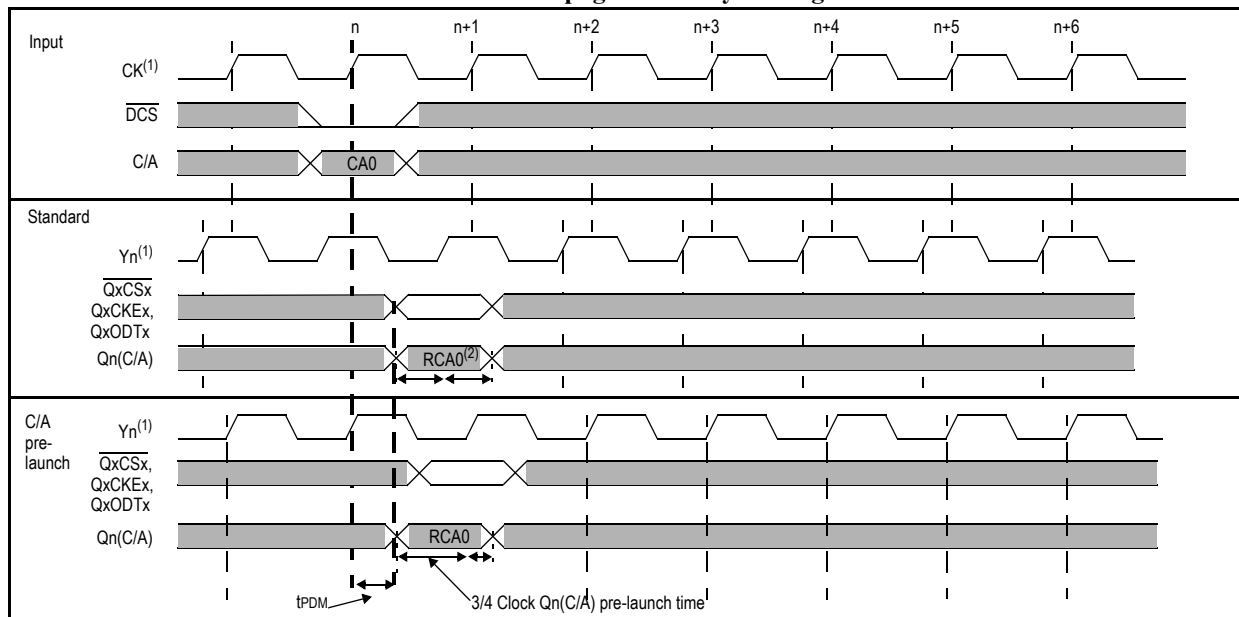 n n+1 n+2 n+3 n+4 n+5 n+6
Input
CK(1)
DCS
C/A CA0
Standard
Yn(1)
QxCSx
QxCKEx,
QxODTx
Qn(C/A) RCA0(2)
C/A
pre-
launch
Yn(1)
QxCSx,
QxCKEx,
QxODTx
Qn(C/A) RCA0
tPDM
3/4 Clock Qn(C/A) pre-launch time